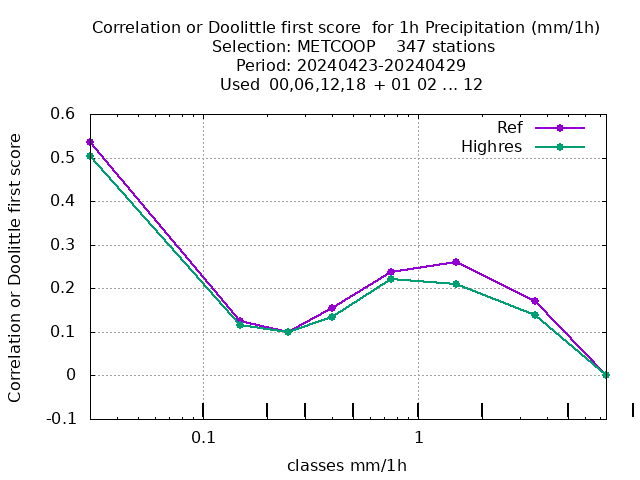 Correlation or Doolittle first score  for 1h Precipitation (mm/1h)
Selection: METCOOP    347 stations
Period: 20240423-20240429
Used  00,06,12,18  + 01 02 ... 12
Ref
Highres
0.6
0.5
0.4
0.3
0.2
0.1
0
-0.1
Correlation or Doolittle first score
0.1 1
classes mm/1h